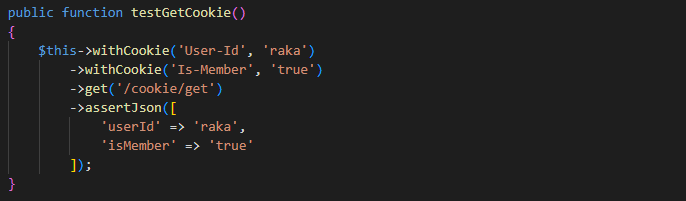 public function testGetCookie()
{
    $this->withCookie('User-Id', 'raka')
        ->withCookie('Is-Member', 'true')
        ->get('/cookie/get')
        ->assertJson([
            'userId' => 'raka',
            'isMember' => 'true'
        ]);
}